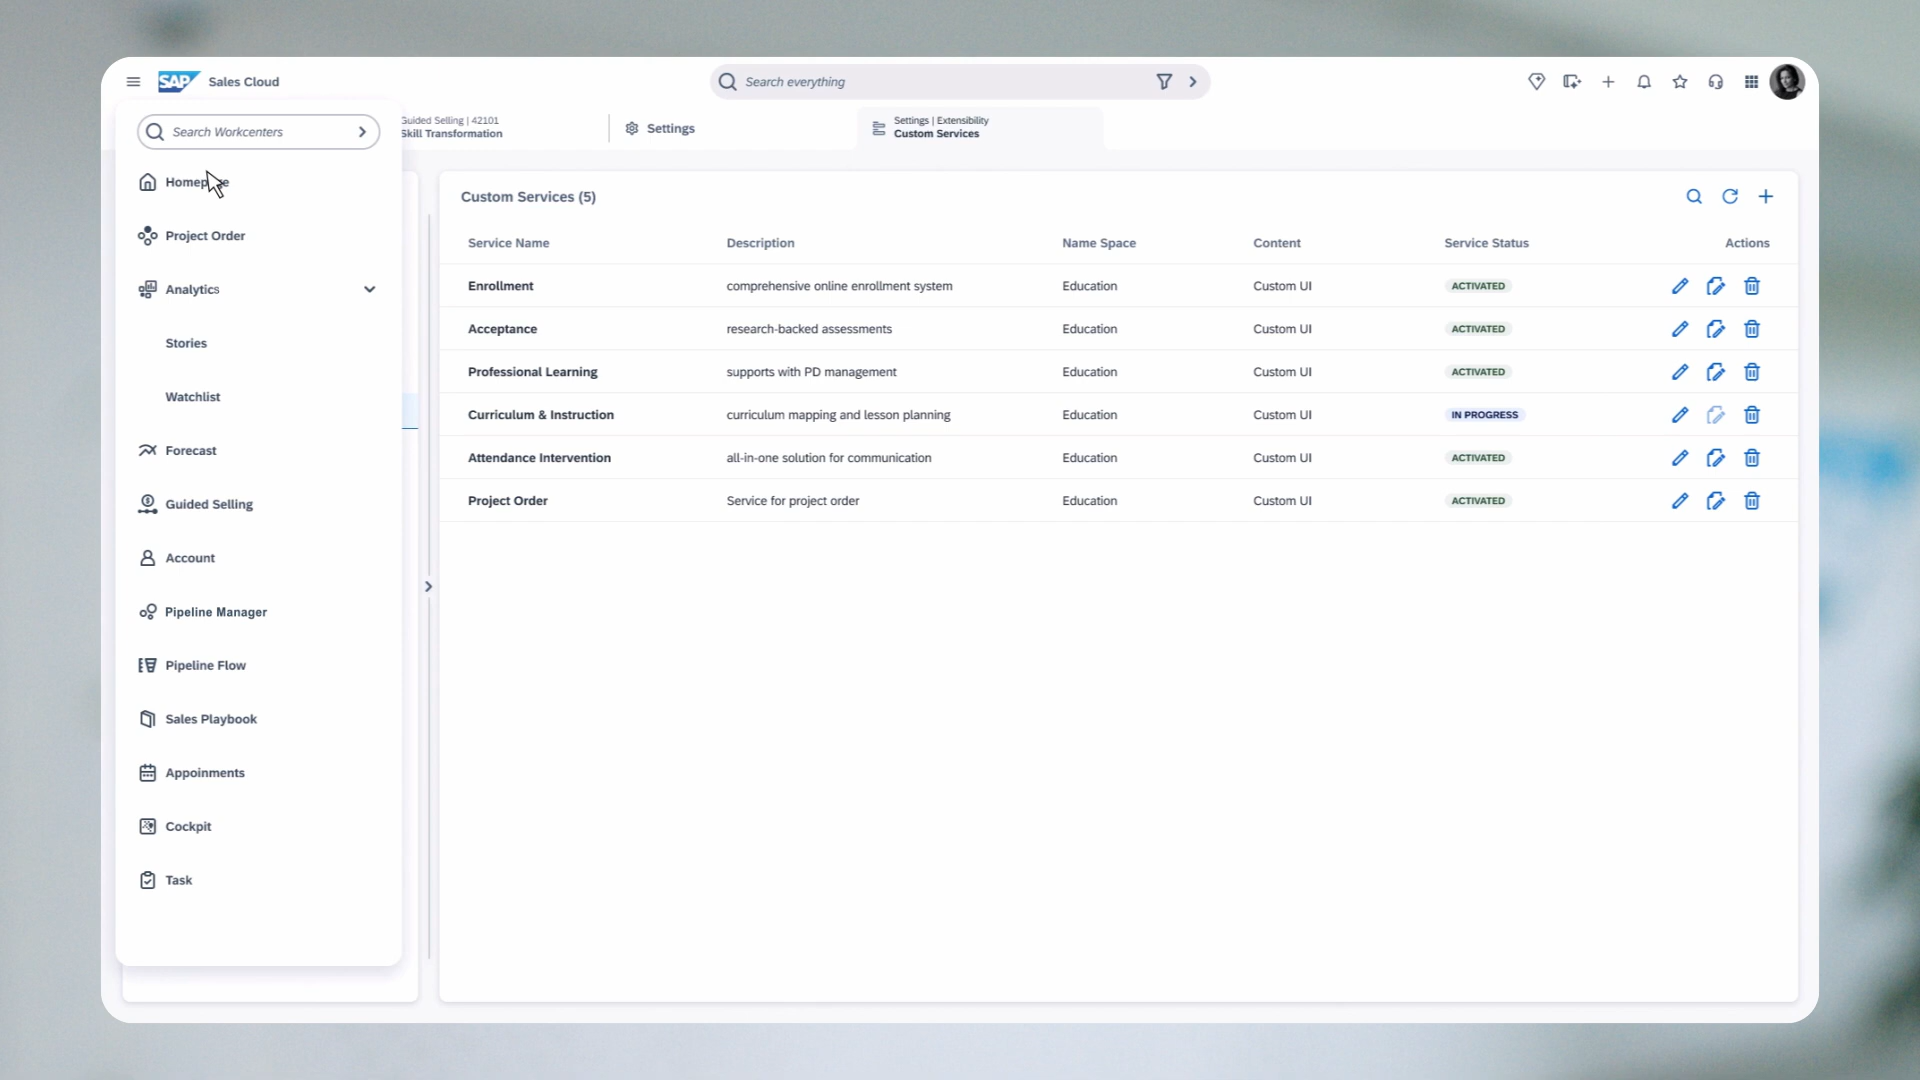 SAP Sales Cloud
Search everything
Search Workcenters
Guided Selling | 42101
Skill Transformation
Settings
Settings | Extensibility
Custom Services
Homepage
Project Order
Analytics
Stories
Watchlist
Forecast
Guided Selling
Account
Pipeline Manager
Pipeline Flow
Sales Playbook
Appoinments
Cockpit
Task
Custom Services (5)
Service Name Description Name Space Content Service Status Actions
Enrollment comprehensive online enrollment system Education Custom UI ACTIVATED
Acceptance research-backed assessments Education Custom UI ACTIVATED
Professional Learning supports with PD management Education Custom UI ACTIVATED
Curriculum & Instruction curriculum mapping and lesson planning Education Custom UI IN PROGRESS
Attendance Intervention all-in-one solution for communication Education Custom UI ACTIVATED
Project Order Service for project order Education Custom UI ACTIVATED